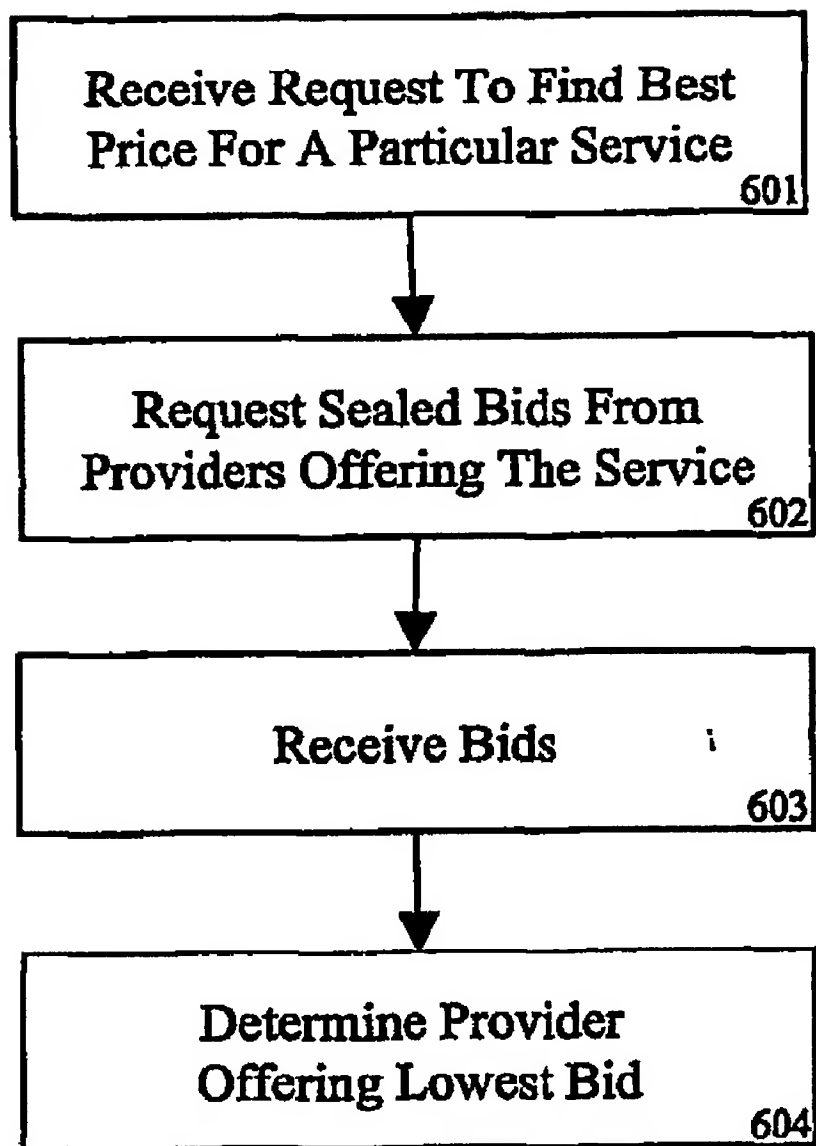 Receive Request To Find Best
Price For A Particular Service
601
Request Sealed Bids From
Providers Offering The Service
602
Receive Bids
603
Determine Provider
Offering Lowest Bid
604